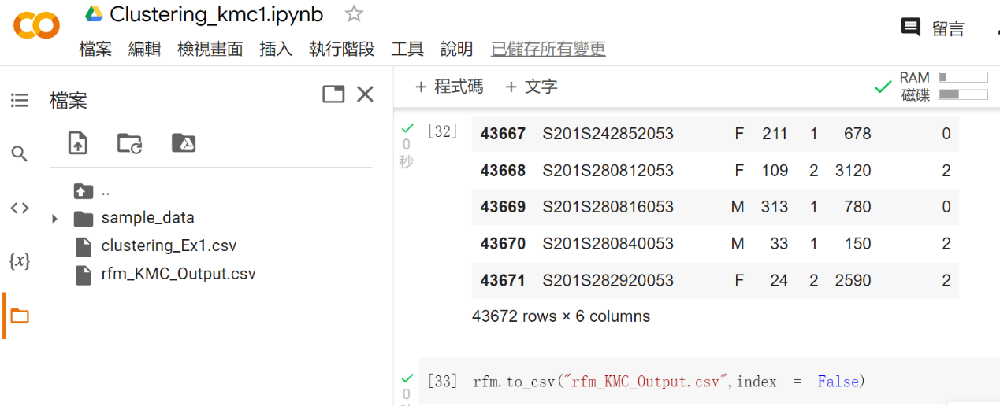 Clustering_kmc1.ipynb
檔案 編輯 檢視畫面 插入 執行階段 工具 說明 已儲存所有變更
留言
檔案
..
sample_data
clustering_Ex1.csv
rfm_KMC_Output.csv
{x}
+ 程式碼 + 文字
RAM
磁碟
[32]
0
秒
43667 S201S242852053 F 211 1 678 0
43668 S201S280812053 F 109 2 3120 2
43669 S201S280816053 M 313 1 780 0
43670 S201S280840053 M 33 1 150 2
43671 S201S282920053 F 24 2 2590 2
43672 rows × 6 columns
[33] rfm.to_csv("rfm_KMC_Output.csv",index = False)
0